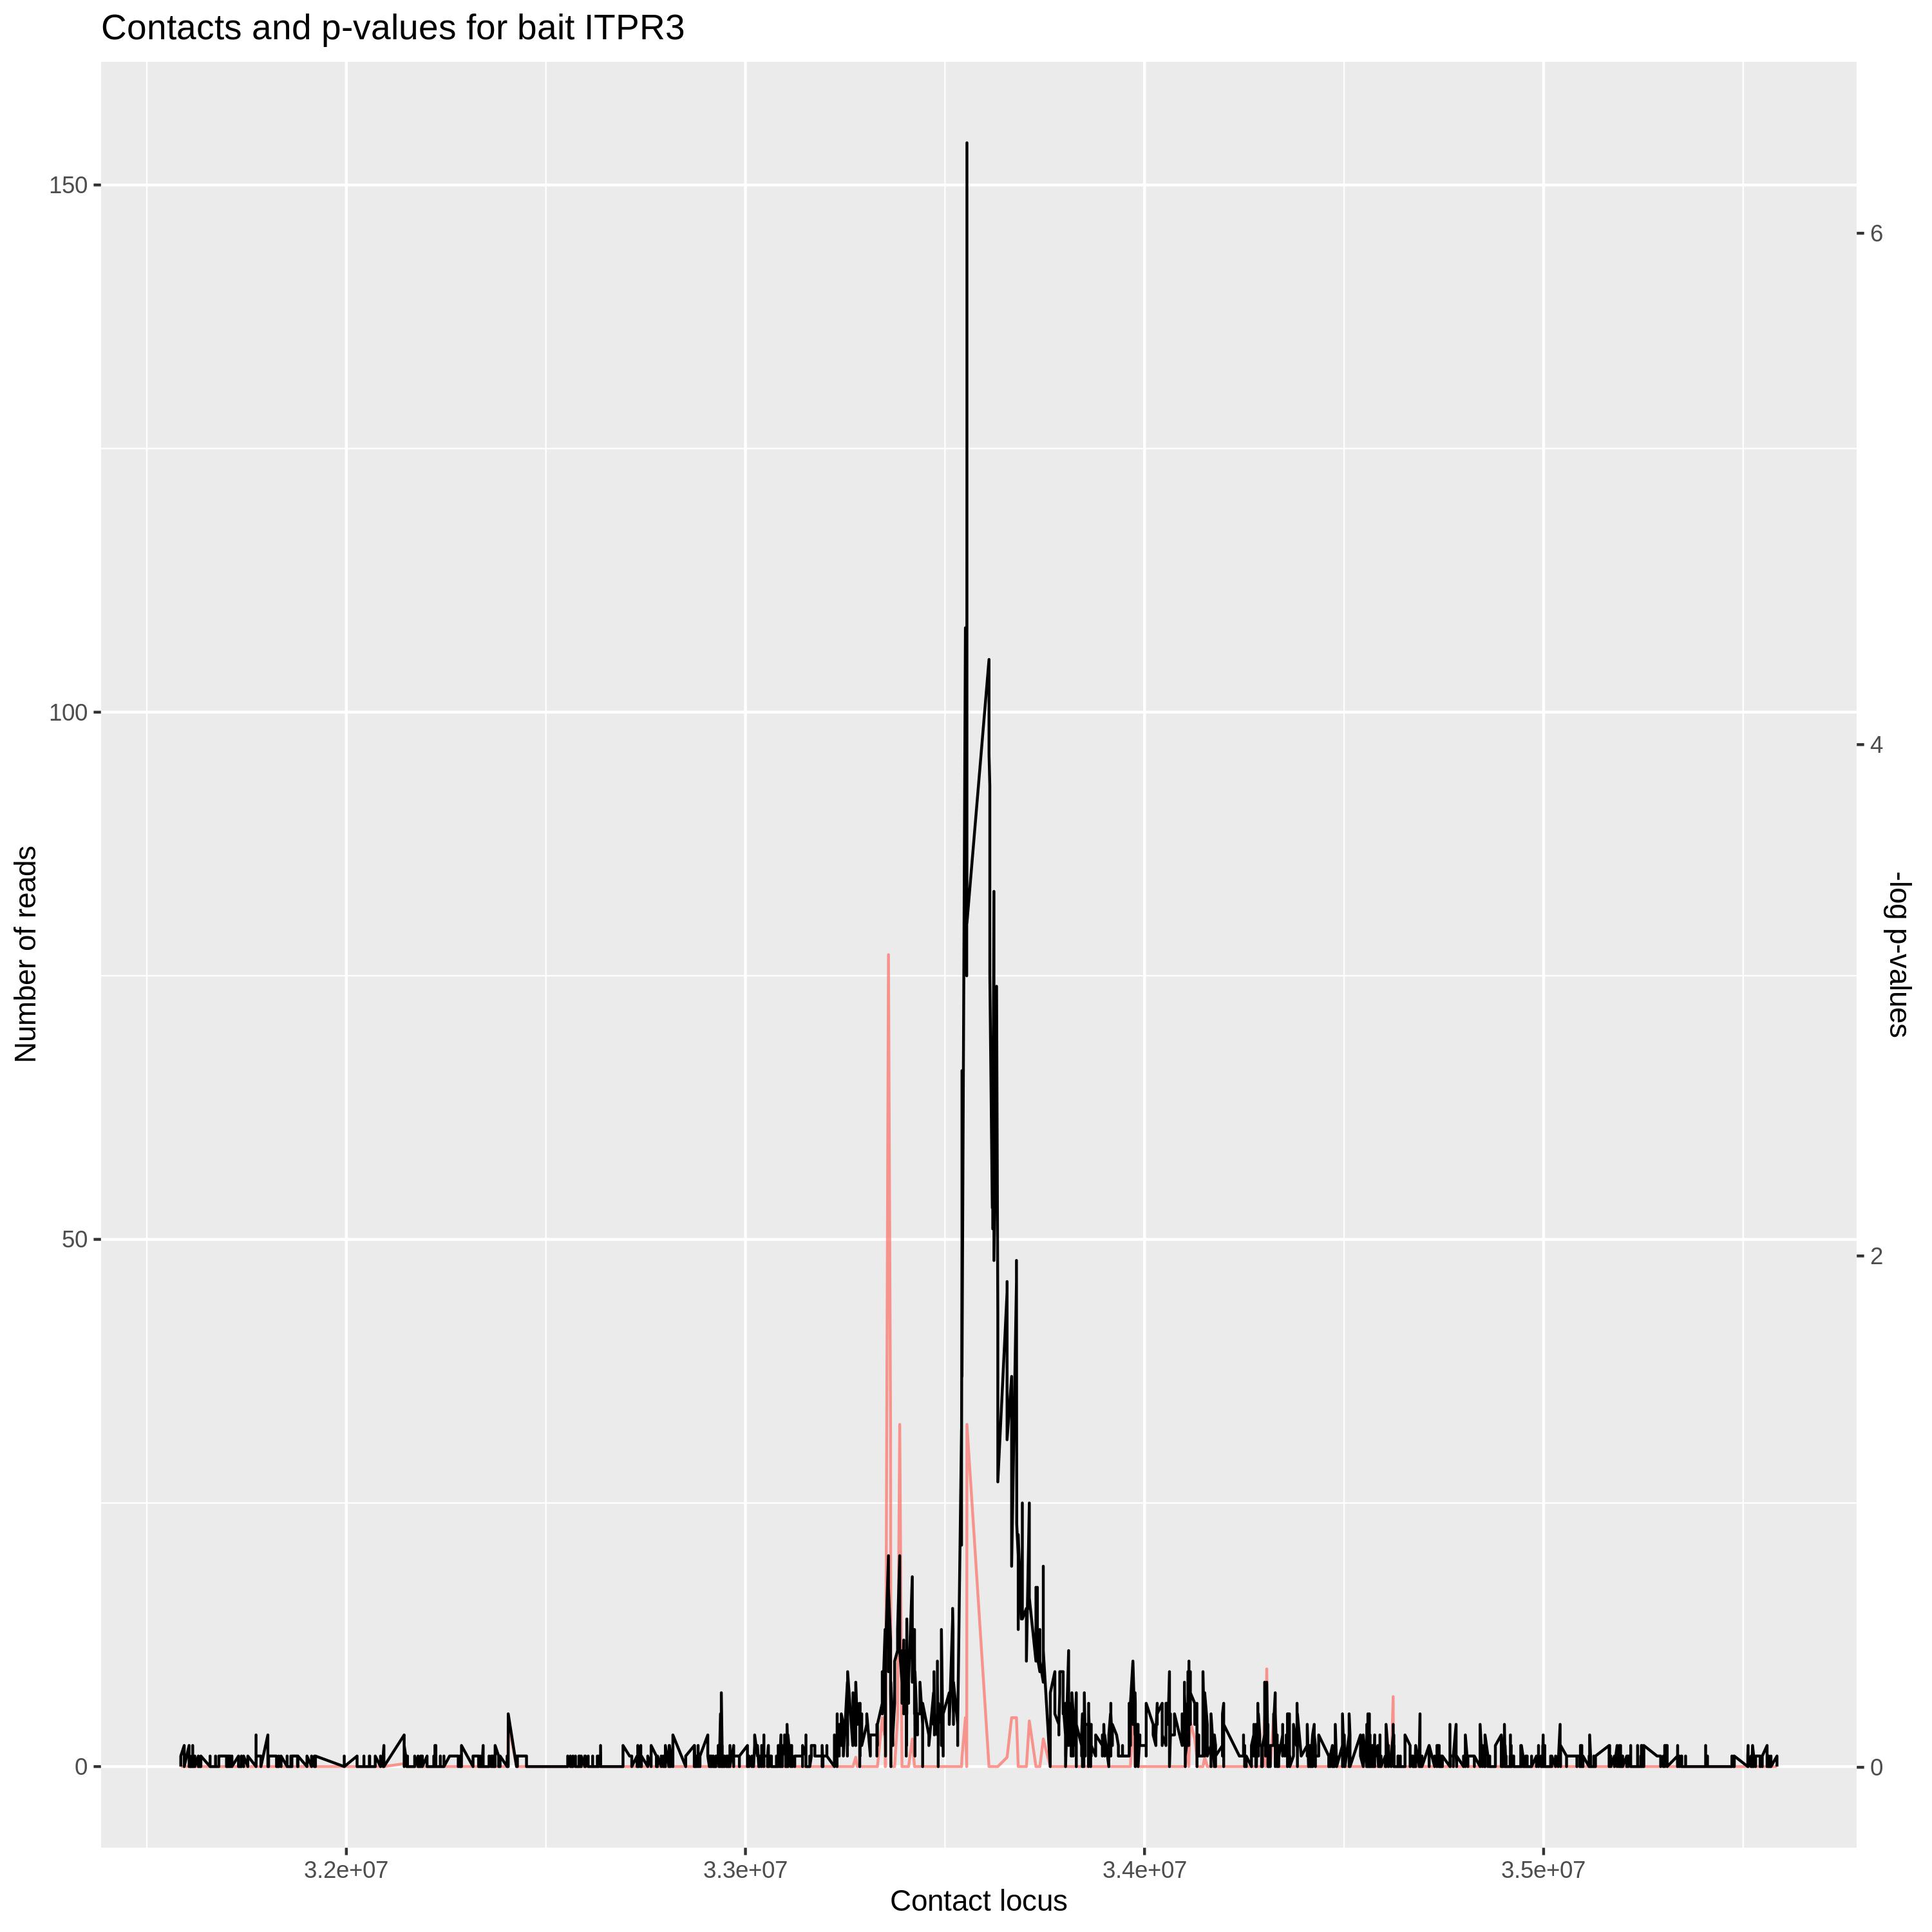 Contacts and p-values for bait ITPR3
150
100
50
0
Number of reads
6
4
2
0
-log p-values
3.2e+07
3.3e+07
3.4e+07
3.5e+07
Contact locus